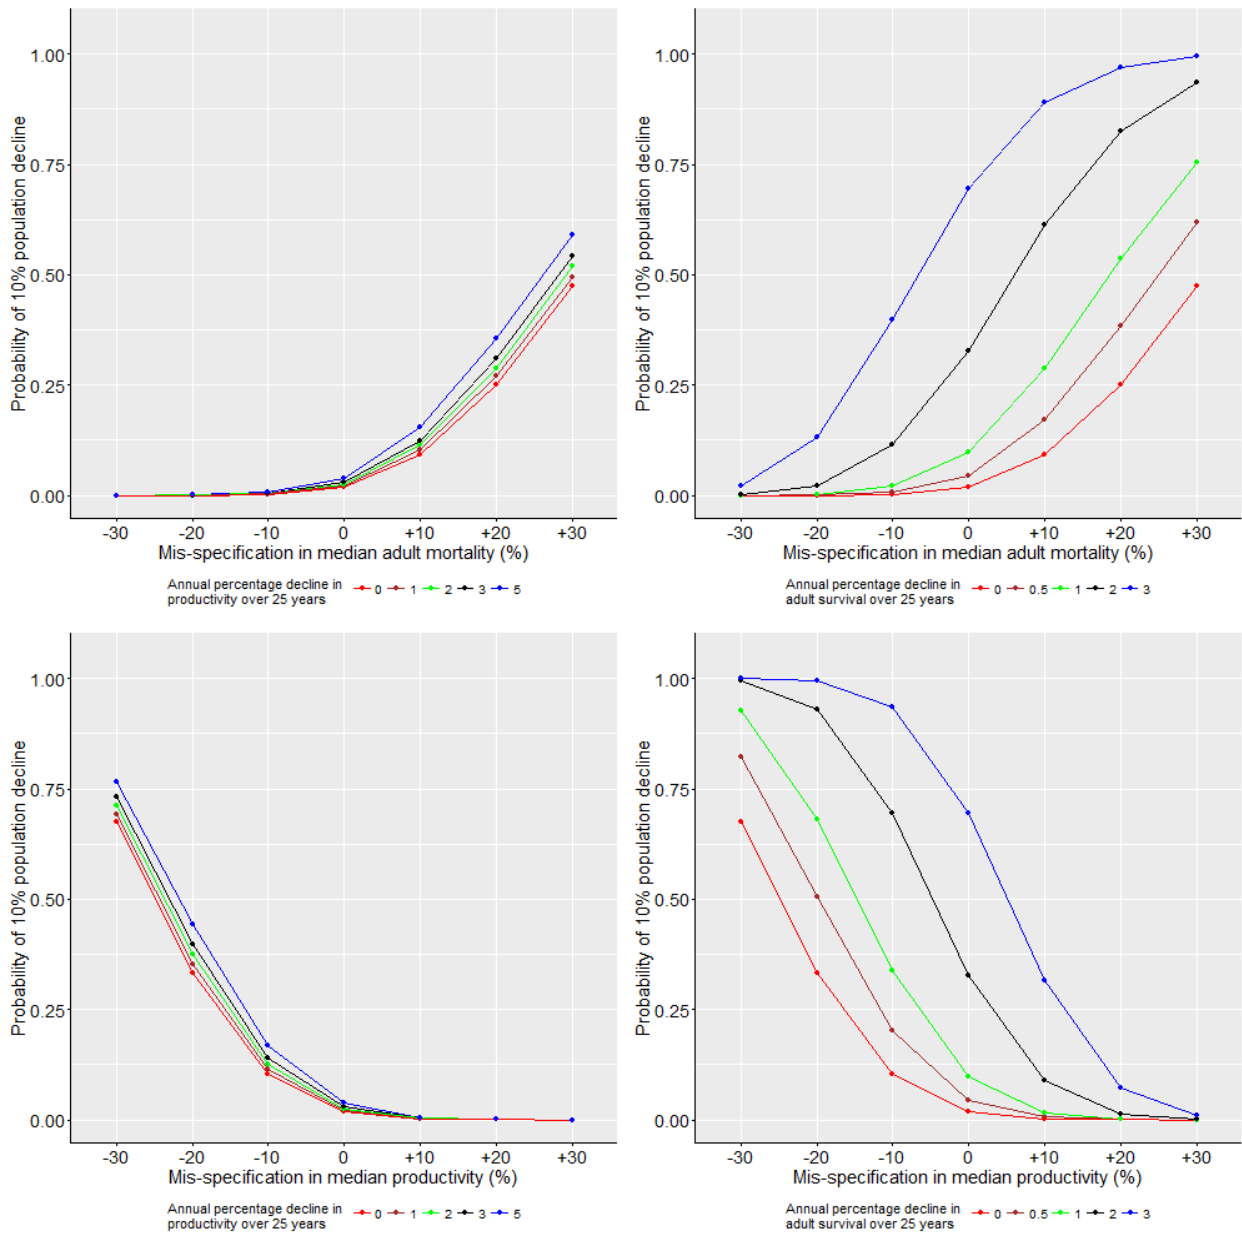 Probability of 10% population decline
1.00
0.75
0.50
0.25
0.00
-30 -20 -10 0 +10 +20 +30
Mis-specification in median adult mortality (%)
Annual percentage decline in
productivity over 25 years
0 1 2 3 5
Probability of 10% population decline
1.00
0.75
0.50
0.25
0.00
-30 -20 -10 0 +10 +20 +30
Mis-specification in median adult mortality (%)
Annual percentage decline in
adult survival over 25 years
0 0.5 1 2 3
Probability of 10% population decline
1.00
0.75
0.50
0.25
0.00
-30 -20 -10 0 +10 +20 +30
Mis-specification in median productivity (%)
Annual percentage decline in
productivity over 25 years
0 1 2 3 5
Probability of 10% population decline
1.00
0.75
0.50
0.25
0.00
-30 -20 -10 0 +10 +20 +30
Mis-specification in median productivity (%)
Annual percentage decline in
adult survival over 25 years
0 0.5 1 2 3